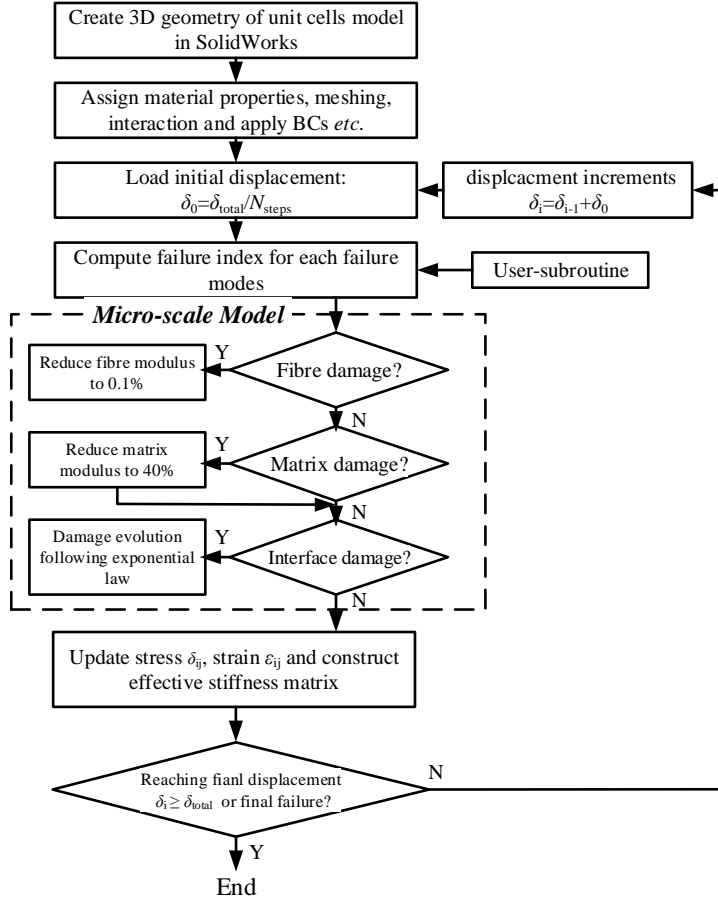 Create 3D geometry of unit cells model
in SolidWorks
Assign material properties, meshing,
interaction and apply BCs etc.
Load initial displacement:
δ0=δtotal/Nsteps
displcacment increments
δi=δi-1+δ0
Compute failure index for each failure
modes
User-subroutine
Micro-scale Model
Fibre damage?
Y
Reduce fibre modulus
to 0.1%
N
Matrix damage?
Y
Reduce matrix
modulus to 40%
N
Interface damage?
Y
Damage evolution
following exponential
law
N
Update stress δij, strain εij and construct
effective stiffness matrix
Reaching fianl displacement
δi ≥ δtotal or final failure?
N
Y
End